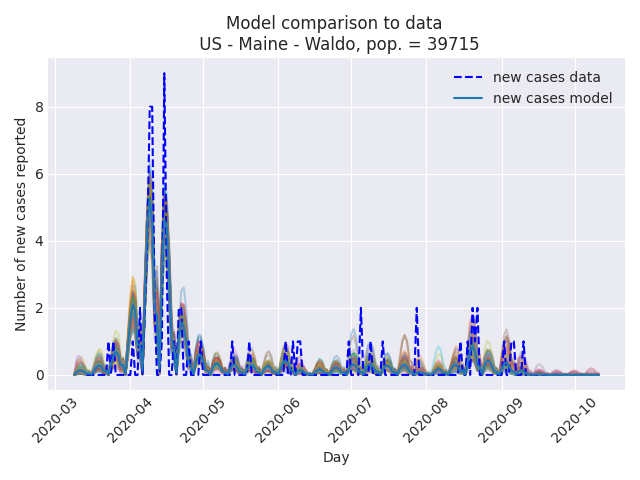 Model comparison to data
US - Maine - Waldo, pop. = 39715
new cases data
new cases model
Number of new cases reported
8
6
4
2
0
2020-03
2020-04
2020-05
2020-06
2020-07
2020-08
2020-09
2020-10
Day